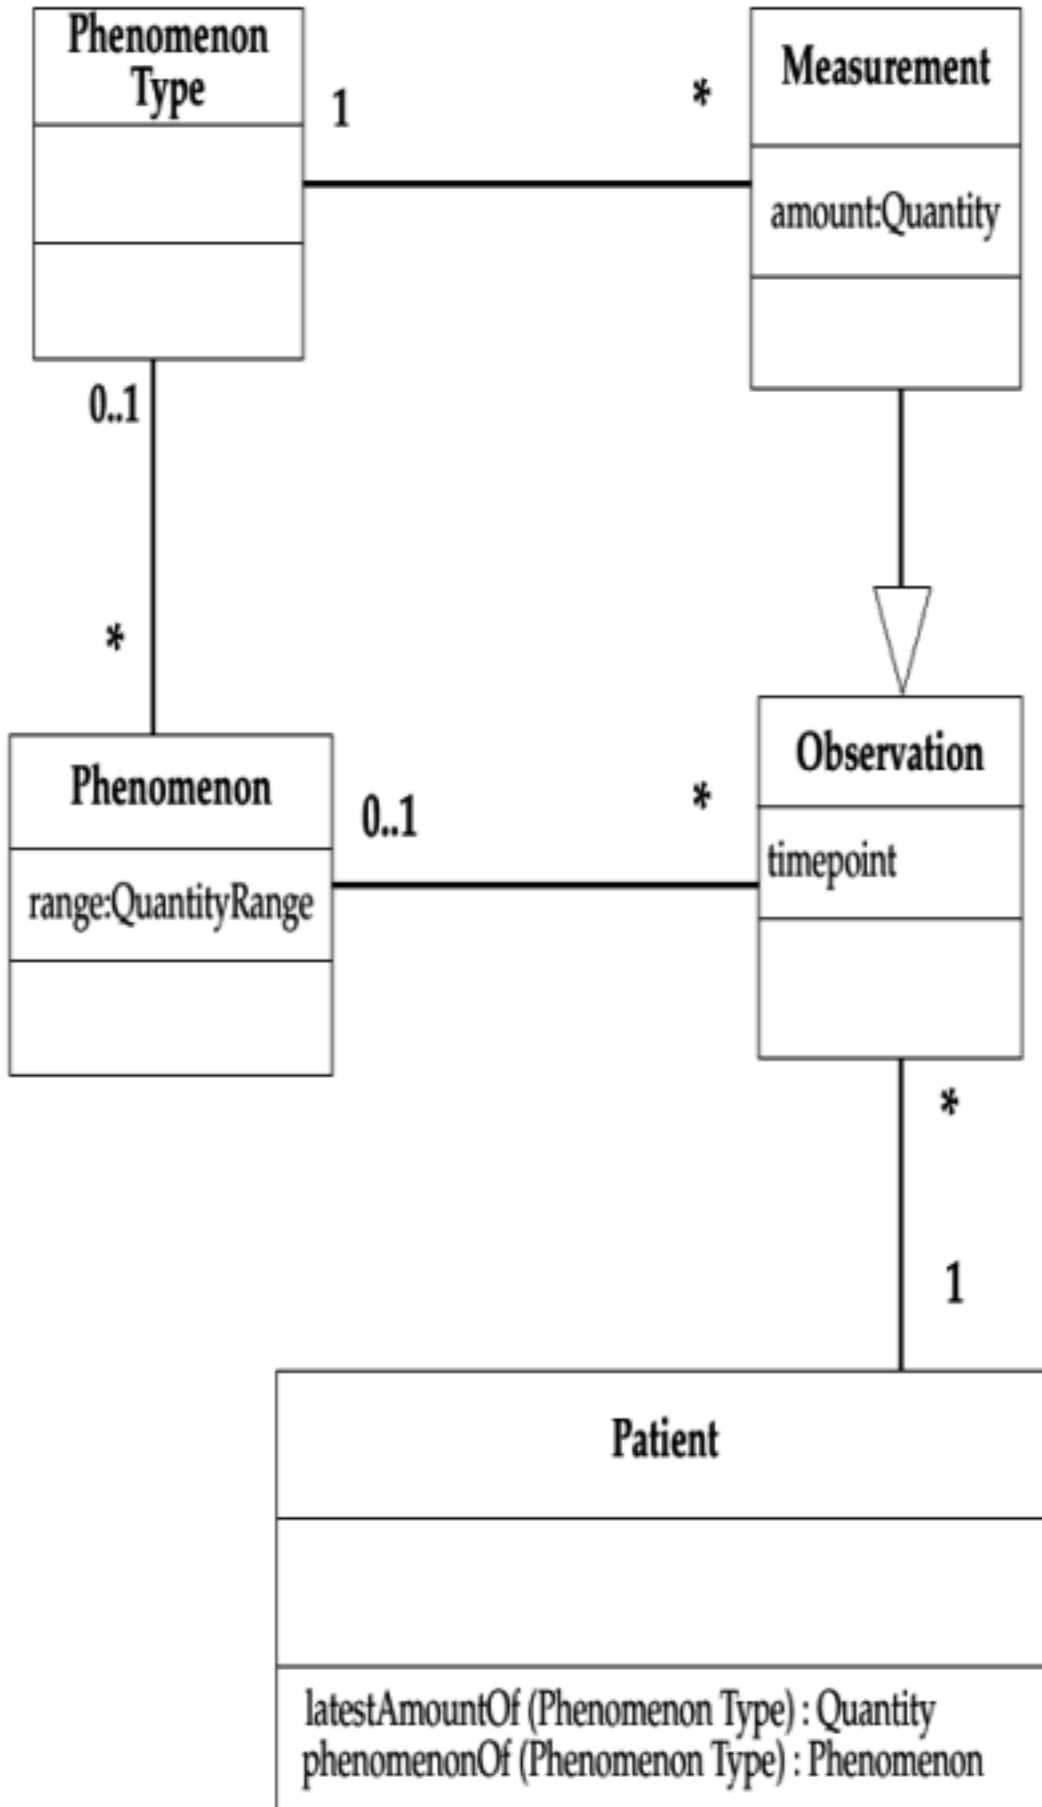 Phenomenon
Type
1
*
Measurement
amount:Quantity
0..1
*
Phenomenon
range:QuantityRange
0..1
*
Observation
timepoint
*
1
Patient
latestAmountOf (Phenomenon Type) : Quantity
phenomenonOf (Phenomenon Type) : Phenomenon